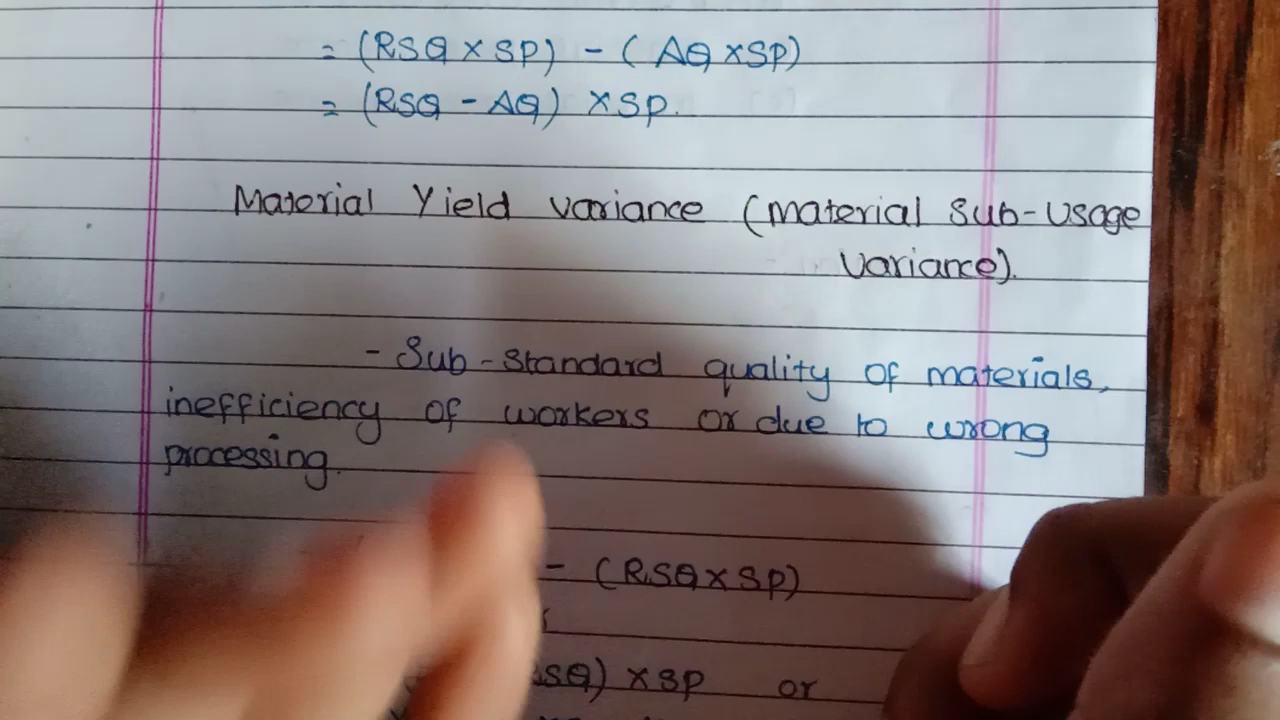 = (RSQ × SP) - (AQ × SP)
= (RSQ - AQ) × SP.
Material Yield variance (material sub-usage
variance).
- Sub-standard quality of materials,
inefficiency of workers or due to wrong
processing.
- (RSQ × SP)
SQ) × SP or